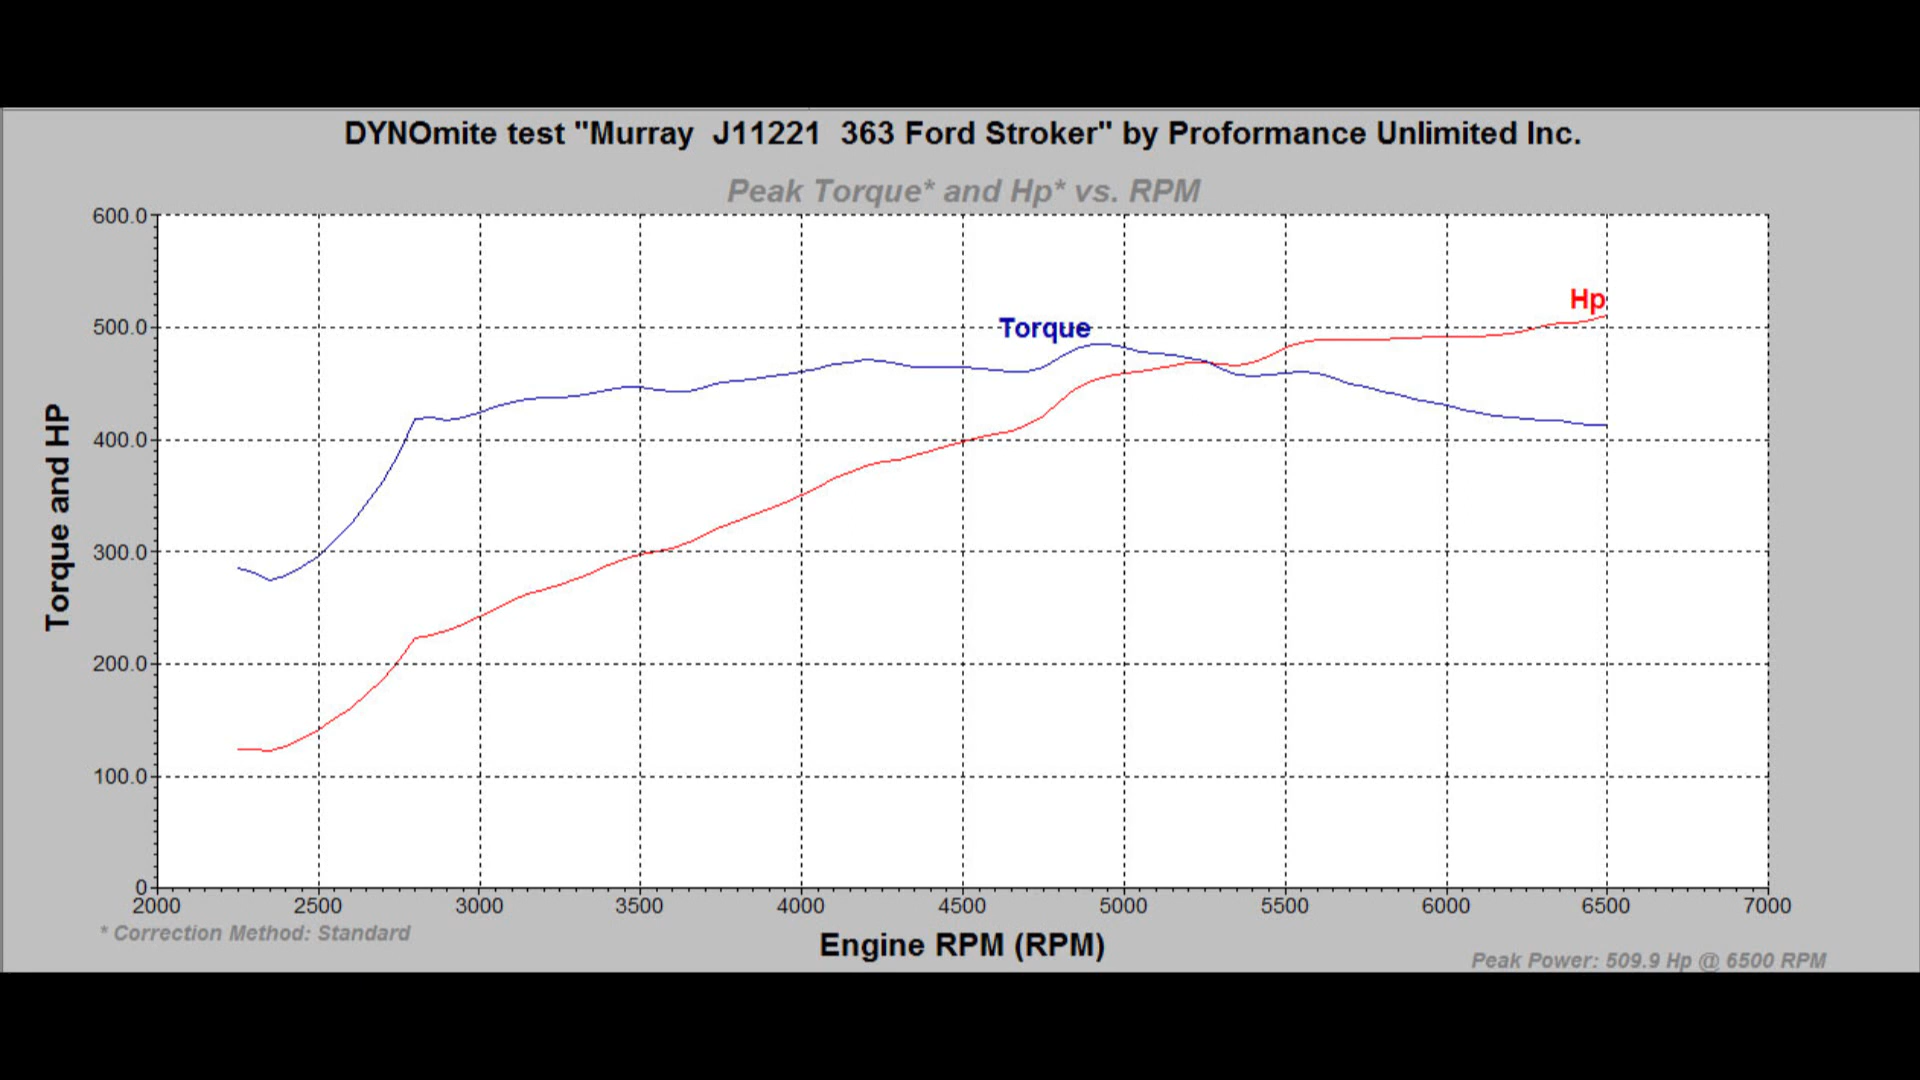 DYNOmite test "Murray  J11221  363 Ford Stroker" by Proformance Unlimited Inc.
Peak Torque* and Hp* vs. RPM
Torque and HP
600.0
500.0
400.0
300.0
200.0
100.0
0
Torque
Hp
2000 2500 3000 3500 4000 4500 5000 5500 6000 6500 7000
* Correction Method: Standard
Engine RPM (RPM)
Peak Power: 509.9 Hp @ 6500 RPM